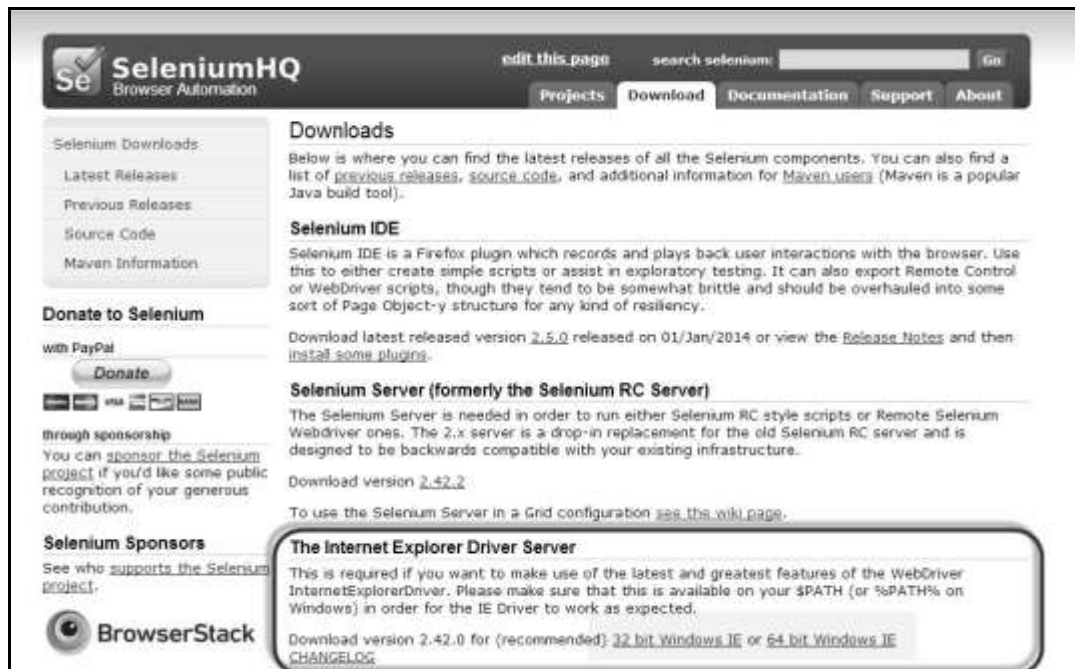 Se SeleniumHQ
Browser Automation
edit this page
search selenium:
Go
Projects Download Documentation Support About
Selenium Downloads
Latest Releases
Previous Releases
Source Code
Maven Information
Donate to Selenium
with PayPal
Donate
VISA
through sponsorship
You can sponsor the Selenium
project if you'd like some public
recognition of your generous
contribution.
Selenium Sponsors
See who supports the Selenium
project.
BrowserStack
Downloads
Below is where you can find the latest releases of all the Selenium components. You can also find a
list of previous releases, source code, and additional information for Maven users (Maven is a popular
Java build tool).
Selenium IDE
Selenium IDE is a Firefox plugin which records and plays back user interactions with the browser. Use
this to either create simple scripts or assist in exploratory testing. It can also export Remote Control
or WebDriver scripts, though they tend to be somewhat brittle and should be overhauled into some
sort of Page Object-y structure for any kind of resiliency.
Download latest released version 2.5.0 released on 01/Jan/2014 or view the Release Notes and then
install some plugins.
Selenium Server (formerly the Selenium RC Server)
The Selenium Server is needed in order to run either Selenium RC style scripts or Remote Selenium
Webdriver ones. The 2.x server is a drop-in replacement for the old Selenium RC server and is
designed to be backwards compatible with your existing infrastructure.
Download version 2.42.2
To use the Selenium Server in a Grid configuration see the wiki page.
The Internet Explorer Driver Server
This is required if you want to make use of the latest and greatest features of the WebDriver
InternetExplorerDriver. Please make sure that this is available on your $PATH (or %PATH% on
Windows) in order for the IE Driver to work as expected.
Download version 2.42.0 for (recommended) 32 bit Windows IE or 64 bit Windows IE
CHANGELOG